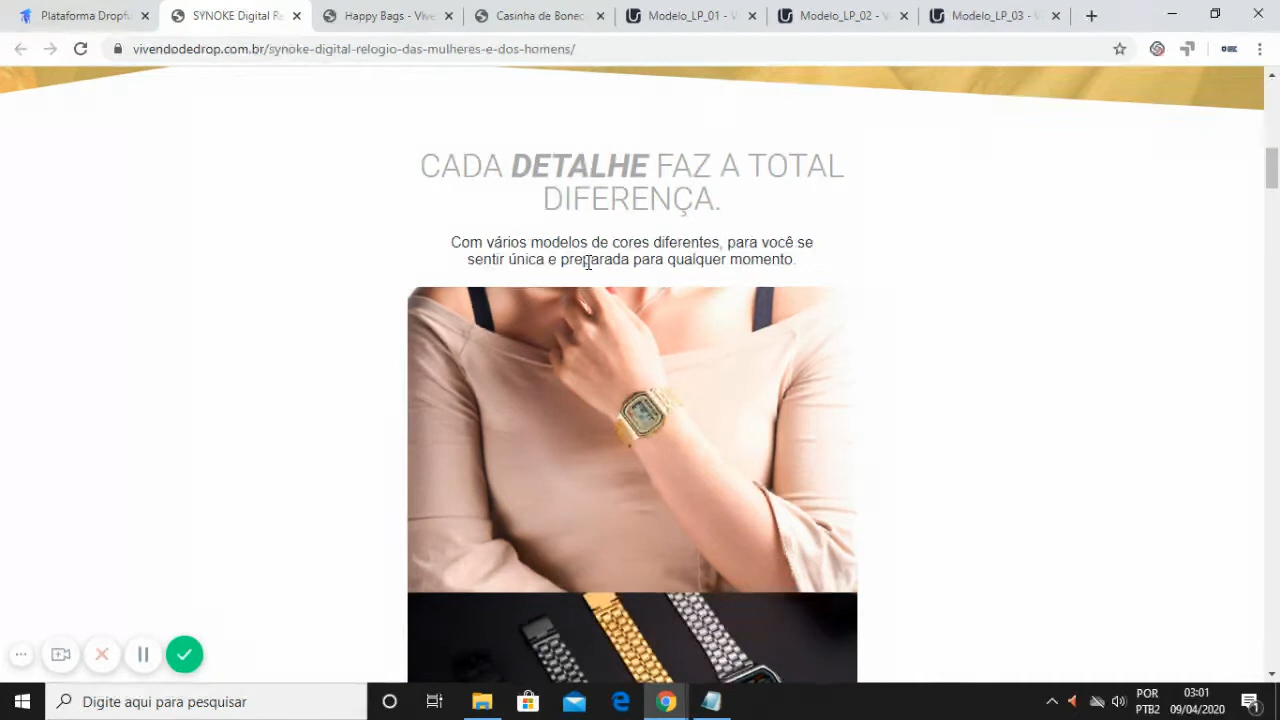 Plataforma Dropfu
SYNOKE Digital Re
Happy Bags - Vive
Casinha de Bonec
Modelo_LP_01 - V
Modelo_LP_02 - V
Modelo_LP_03 - V
vivendodedrop.com.br/synoke-digital-relogio-das-mulheres-e-dos-homens/
CADA DETALHE FAZ A TOTAL
DIFERENÇA.
Com vários modelos de cores diferentes, para você se
sentir única e preparada para qualquer momento.
Digite aqui para pesquisar
POR
PTB2
03:01
09/04/2020
1